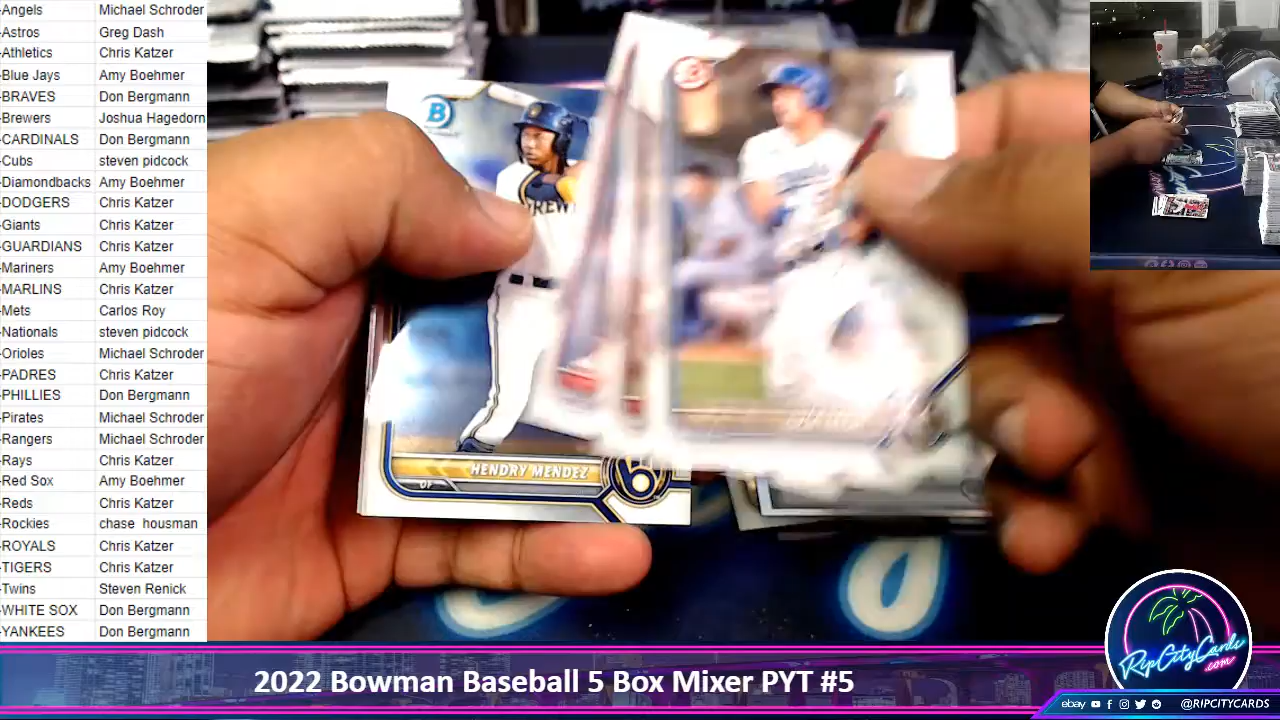 -Angels Michael Schroder
-Astros Greg Dash
-Athletics Chris Katzer
-Blue Jays Amy Boehmer
-BRAVES Don Bergmann
-Brewers Joshua Hagedorn
-CARDINALS Don Bergmann
-Cubs steven pidcock
-Diamondbacks Amy Boehmer
-DODGERS Chris Katzer
-Giants Chris Katzer
-GUARDIANS Chris Katzer
-Mariners Amy Boehmer
-MARLINS Chris Katzer
-Mets Carlos Roy
-Nationals steven pidcock
-Orioles Michael Schroder
-PADRES Chris Katzer
-PHILLIES Don Bergmann
-Pirates Michael Schroder
-Rangers Michael Schroder
-Rays Chris Katzer
-Red Sox Amy Boehmer
-Reds Chris Katzer
-Rockies chase housman
-ROYALS Chris Katzer
-TIGERS Chris Katzer
-Twins Steven Renick
-WHITE SOX Don Bergmann
-YANKEES Don Bergmann
B
HENDRY MENDEZ
OF
2022 Bowman Baseball 5 Box Mixer PYT #5
RipCityCards
.com
ebay @RIPCITYCARDS